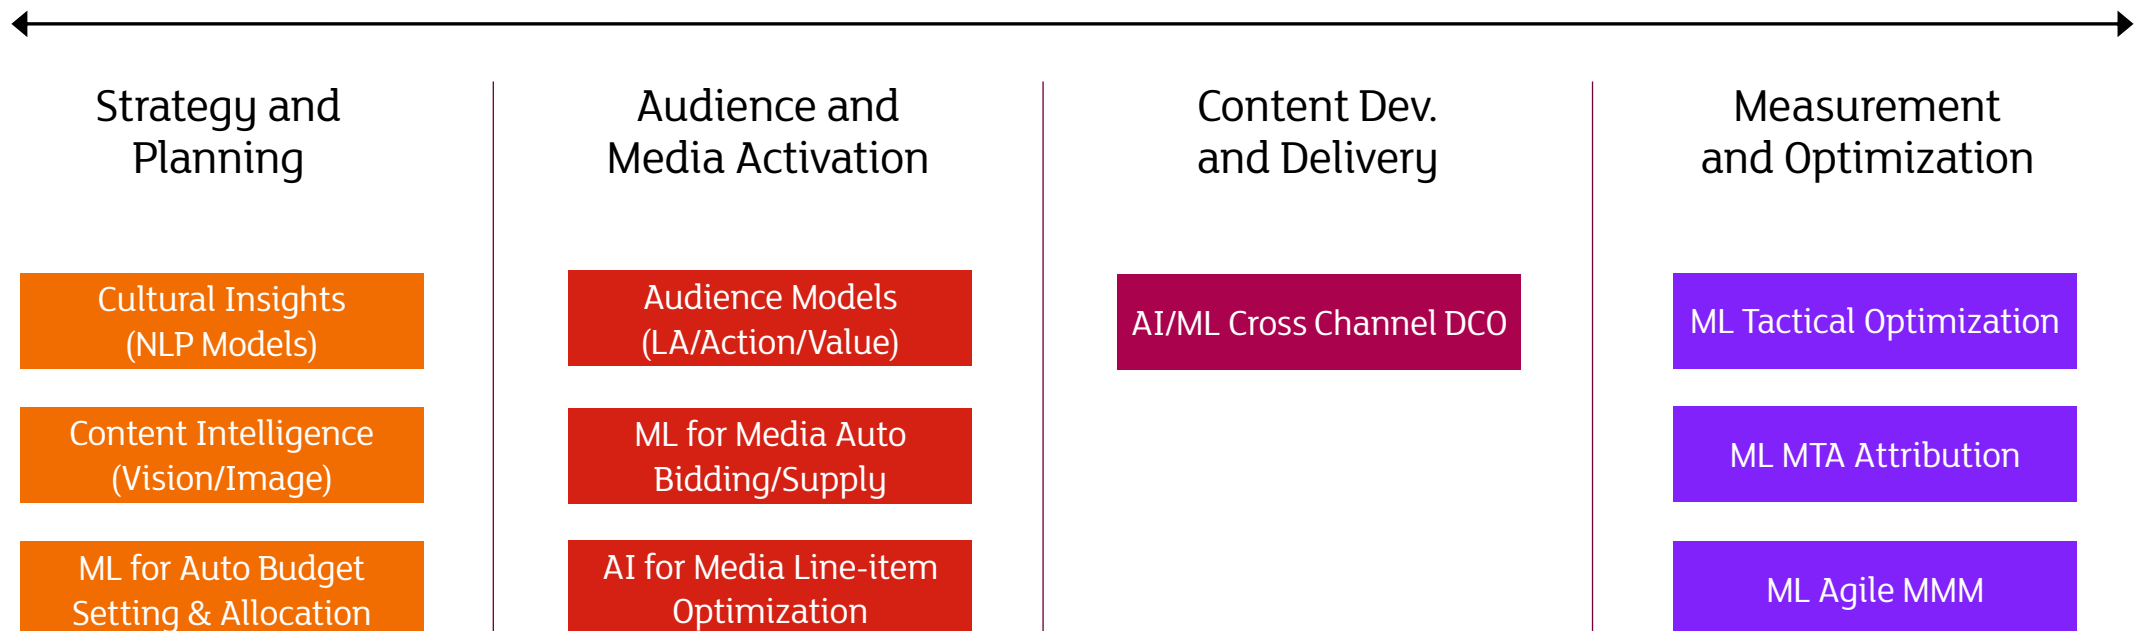 Strategy and
Planning
Audience and
Media Activation
Content Dev.
and Delivery
Measurement
and Optimization
Cultural Insights
(NLP Models)
Content Intelligence
(Vision/Image)
ML for Auto Budget
Setting & Allocation
Audience Models
(LA/Action/Value)
ML for Media Auto
Bidding/Supply
AI for Media Line-item
Optimization
AI/ML Cross Channel DCO
ML Tactical Optimization
ML MTA Attribution
ML Agile MMM